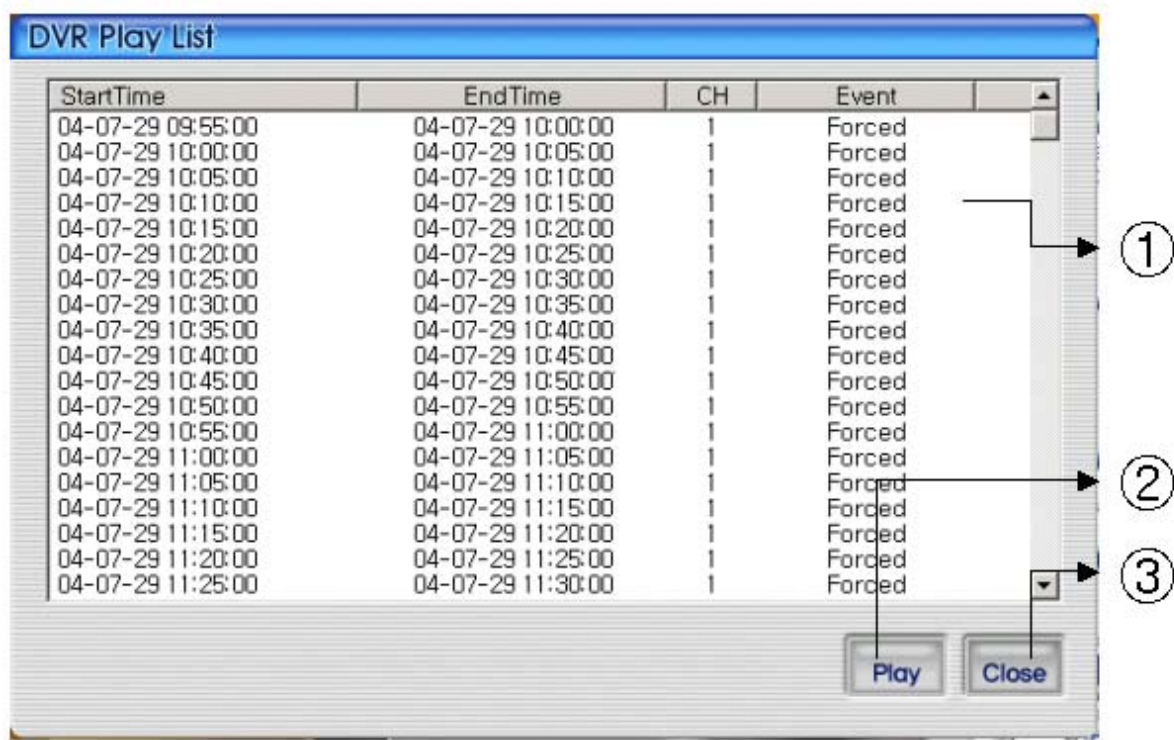 DVR Play List
StartTime EndTime CH Event
04-07-29 09:55:00 04-07-29 10:00:00 1 Forced
04-07-29 10:00:00 04-07-29 10:05:00 1 Forced
04-07-29 10:05:00 04-07-29 10:10:00 1 Forced
04-07-29 10:10:00 04-07-29 10:15:00 1 Forced
04-07-29 10:15:00 04-07-29 10:20:00 1 Forced
①
04-07-29 10:20:00 04-07-29 10:25:00 1 Forced
04-07-29 10:25:00 04-07-29 10:30:00 1 Forced
04-07-29 10:30:00 04-07-29 10:35:00 1 Forced
04-07-29 10:35:00 04-07-29 10:40:00 1 Forced
04-07-29 10:40:00 04-07-29 10:45:00 1 Forced
04-07-29 10:45:00 04-07-29 10:50:00 1 Forced
04-07-29 10:50:00 04-07-29 10:55:00 1 Forced
04-07-29 10:55:00 04-07-29 11:00:00 1 Forced
04-07-29 11:00:00 04-07-29 11:05:00 1 Forced
04-07-29 11:05:00 04-07-29 11:10:00 1 Forced
②
04-07-29 11:10:00 04-07-29 11:15:00 1 Forced
04-07-29 11:15:00 04-07-29 11:20:00 1 Forced
04-07-29 11:20:00 04-07-29 11:25:00 1 Forced
04-07-29 11:25:00 04-07-29 11:30:00 1 Forced
③
Play Close